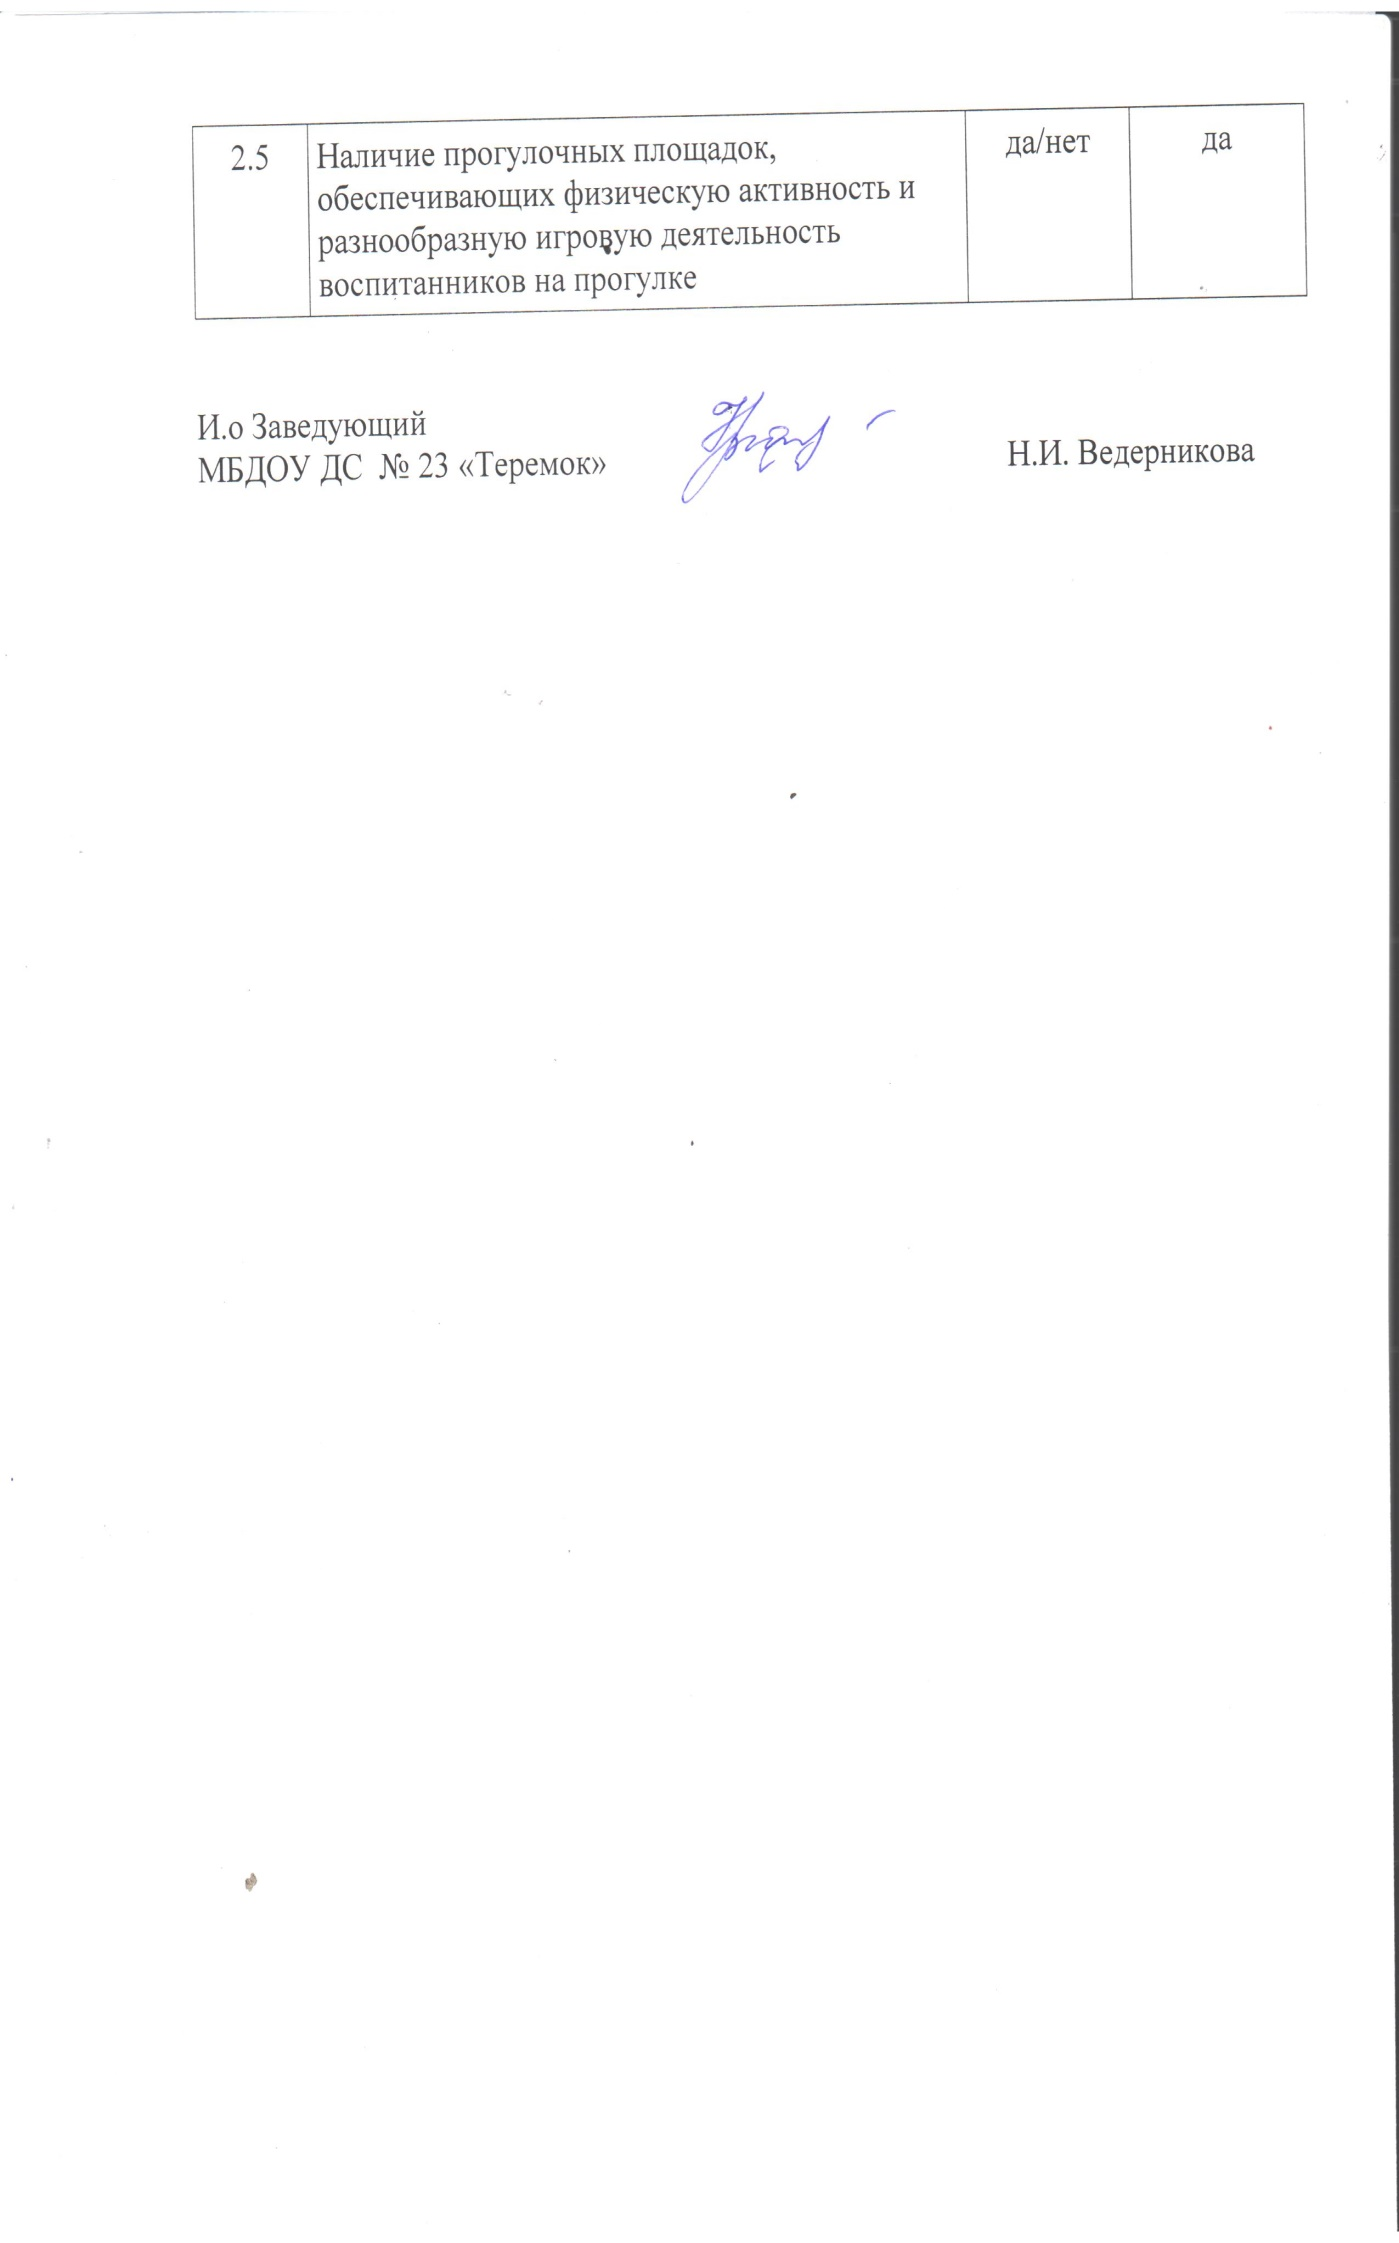 2.5 Наличие прогулочных площадок, да/нет да
обеспечивающих физическую активность и
разнообразную игровую деятельность
воспитанников на прогулке
И.о Заведующий
МБДОУ ДС № 23 «Теремок» Н.И. Ведерникова